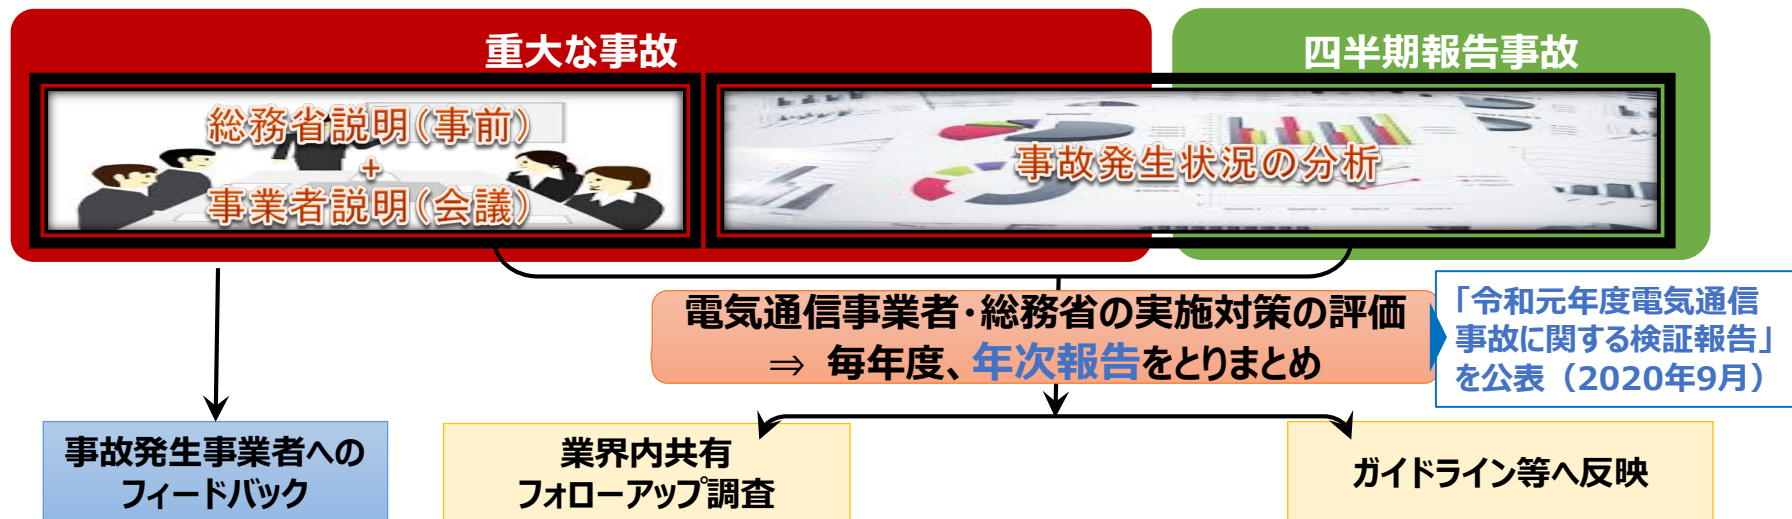 重大な事故
四半期報告事故
総務省説明(事前)
+
事業者説明(会議)
事故発生状況の分析
電気通信事業者・総務省の実施対策の評価
⇒ 毎年度、年次報告をとりまとめ
「令和元年度電気通信
事故に関する検証報告」
を公表（2020年9月）
事故発生事業者への
フィードバック
業界内共有
フォローアップ調査
ガイドライン等へ反映